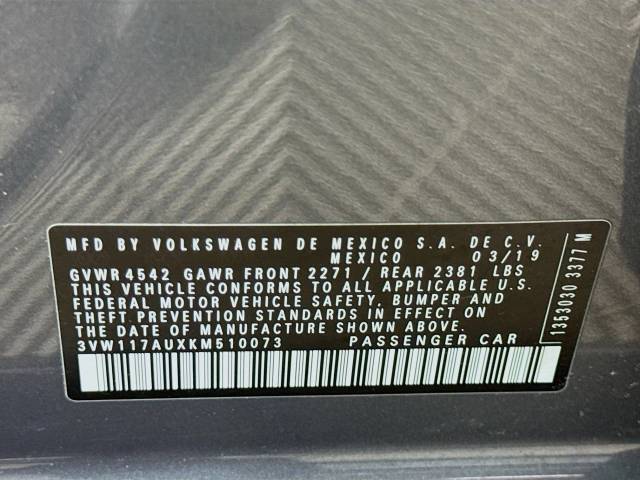 MFD BY VOLKSWAGEN DE MEXICO S.A. DE C.V.
MEXICO 03/19
GVWR 4542 GAWR FRONT 2271 / REAR 2381 LBS
THIS VEHICLE CONFORMS TO ALL APPLICABLE U.S.
FEDERAL MOTOR VEHICLE SAFETY, BUMPER AND
THEFT PREVENTION STANDARDS IN EFFECT ON
THE DATE OF MANUFACTURE SHOWN ABOVE.
3VW117AUXKM510073 PASSENGER CAR
1353030 3377 M